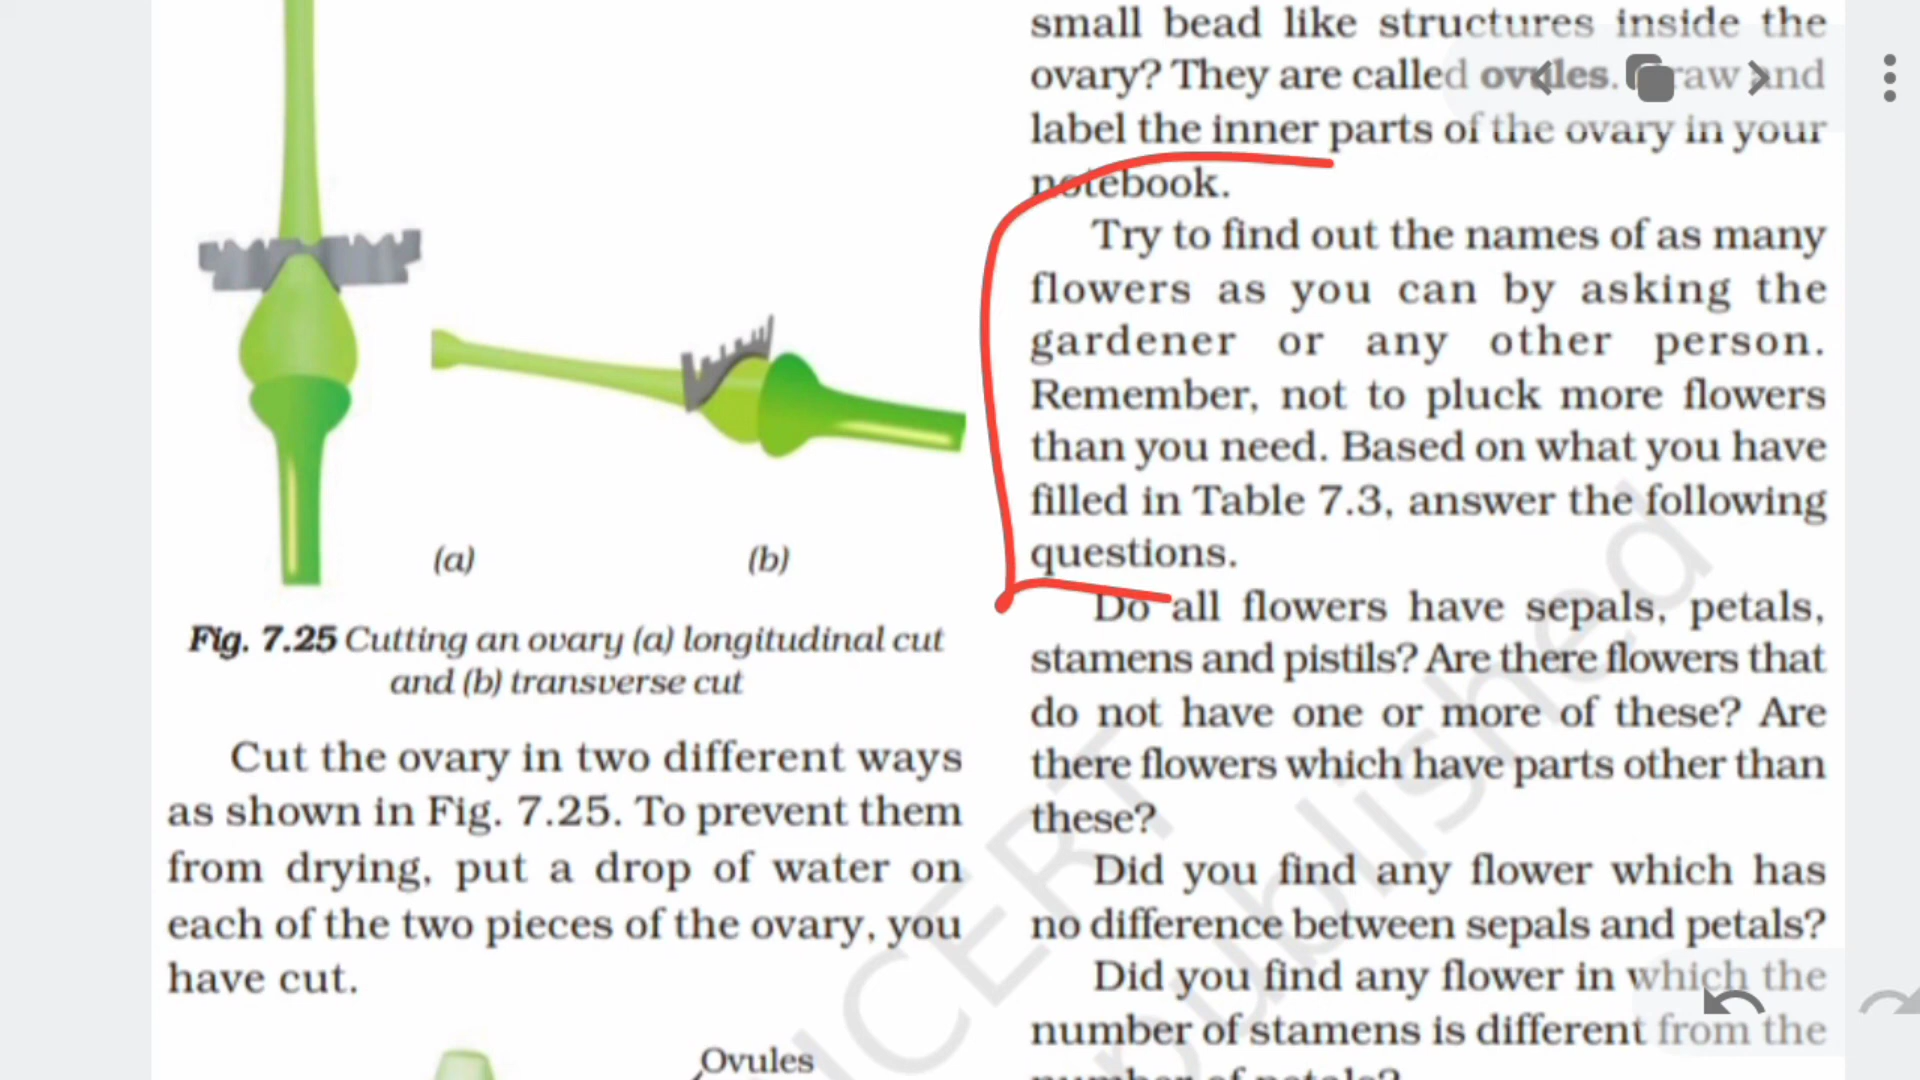 (a)
(b)
Fig. 7.25 Cutting an ovary (a) longitudinal cut
and (b) transverse cut
Cut the ovary in two different ways
as shown in Fig. 7.25. To prevent them
from drying, put a drop of water on
each of the two pieces of the ovary, you
have cut.
Ovules
small bead like structures inside the
ovary? They are called ovules. raw and
label the inner parts of the ovary in your
notebook.
Try to find out the names of as many
flowers as you can by asking the
gardener or any other person.
Remember, not to pluck more flowers
than you need. Based on what you have
filled in Table 7.3, answer the following
questions.
Do all flowers have sepals, petals,
stamens and pistils? Are there flowers that
do not have one or more of these? Are
there flowers which have parts other than
these?
Did you find any flower which has
no difference between sepals and petals?
Did you find any flower in which the
number of stamens is different from the
number of petals?